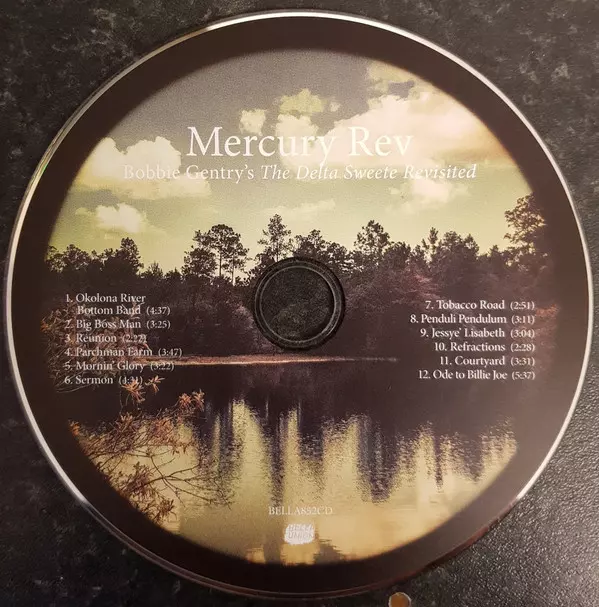 Mercury Rev
Bobbie Gentry's The Delta Sweete Revisited
1. Okolona River
Bottom Band (4:37)
2. Big Boss Man (3:25)
3. Reunion (2:27)
4. Parchman Farm (3:47)
5. Mornin' Glory (3:22)
6. Sermon (4:31)
7. Tobacco Road (2:51)
8. Penduli Pendulum (3:11)
9. Jessye' Lisabeth (3:04)
10. Refractions (2:28)
11. Courtyard (3:31)
12. Ode to Billie Joe (5:37)
BELLA852CD
BELLA
UNION